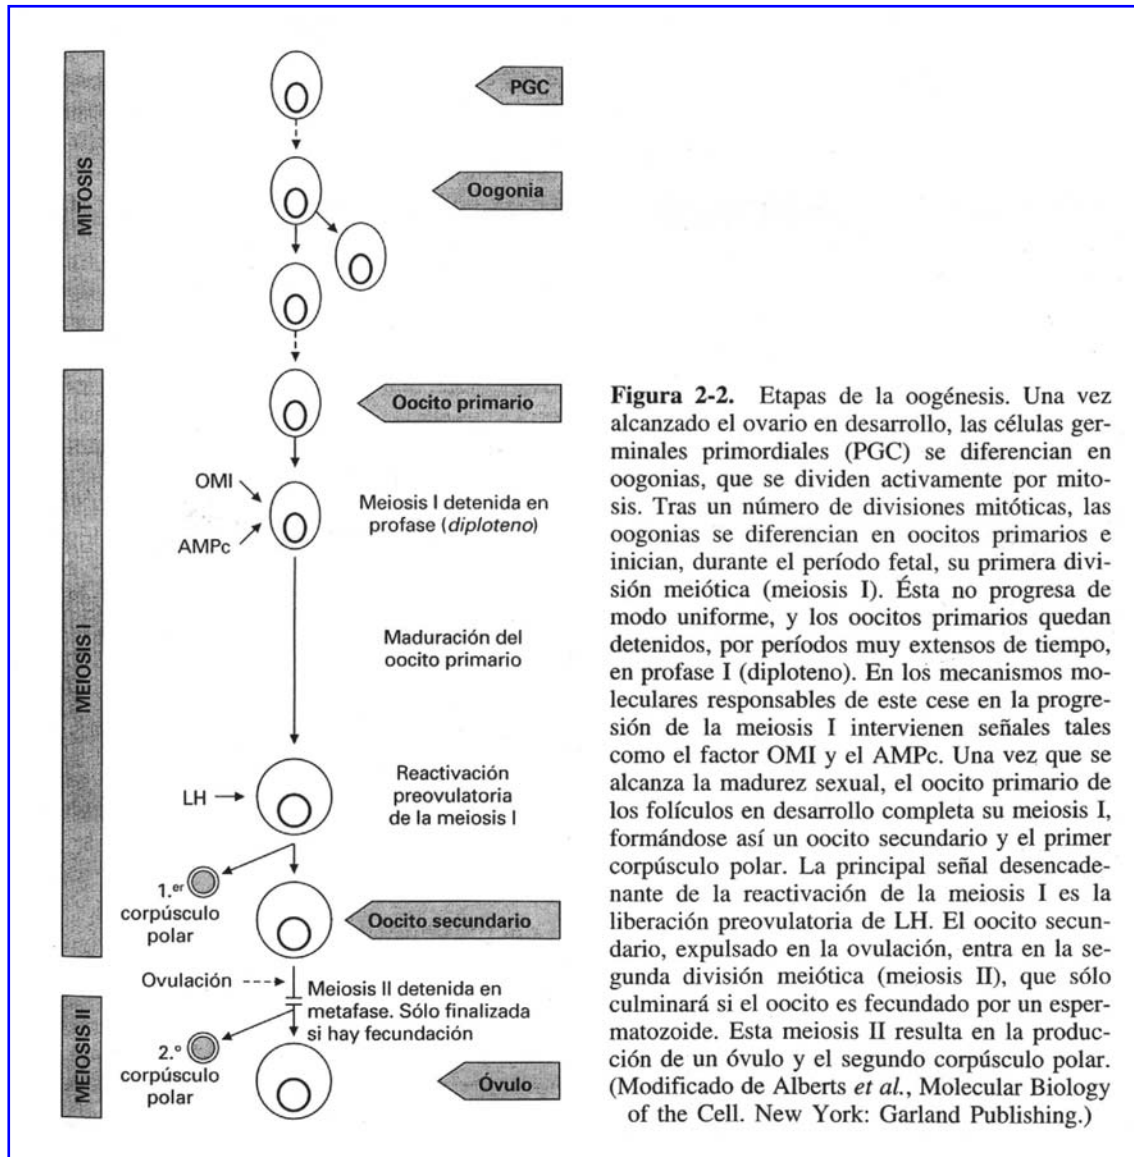 PGC
MITOSIS
Oogonia
Oocito primario
OMI
AMPc
Meiosis I detenida en
profase (diploteno)
MEIOSIS I
Maduración del
oocito primario
LH
Reactivación
preovulatoria
de la meiosis I
1.er
corpúsculo
polar
Oocito secundario
Ovulación
Meiosis II detenida en
metafase. Sólo finalizada
si hay fecundación
MEIOSIS II
2.º
corpúsculo
polar
Óvulo
Figura 2-2. Etapas de la oogénesis. Una vez
alcanzado el ovario en desarrollo, las células ger-
minales primordiales (PGC) se diferencian en
oogonias, que se dividen activamente por mito-
sis. Tras un número de divisiones mitóticas, las
oogonias se diferencian en oocitos primarios e
inician, durante el período fetal, su primera divi-
sión meiótica (meiosis I). Ésta no progresa de
modo uniforme, y los oocitos primarios quedan
detenidos, por períodos muy extensos de tiempo,
en profase I (diploteno). En los mecanismos mo-
leculares responsables de este cese en la progre-
sión de la meiosis I intervienen señales tales
como el factor OMI y el AMPc. Una vez que se
alcanza la madurez sexual, el oocito primario de
los folículos en desarrollo completa su meiosis I,
formándose así un oocito secundario y el primer
corpúsculo polar. La principal señal desencade-
nante de la reactivación de la meiosis I es la
liberación preovulatoria de LH. El oocito secun-
dario, expulsado en la ovulación, entra en la se-
gunda división meiótica (meiosis II), que sólo
culminará si el oocito es fecundado por un esper-
matozoide. Esta meiosis II resulta en la produc-
ción de un óvulo y el segundo corpúsculo polar.
(Modificado de Alberts et al., Molecular Biology
of the Cell. New York: Garland Publishing.)